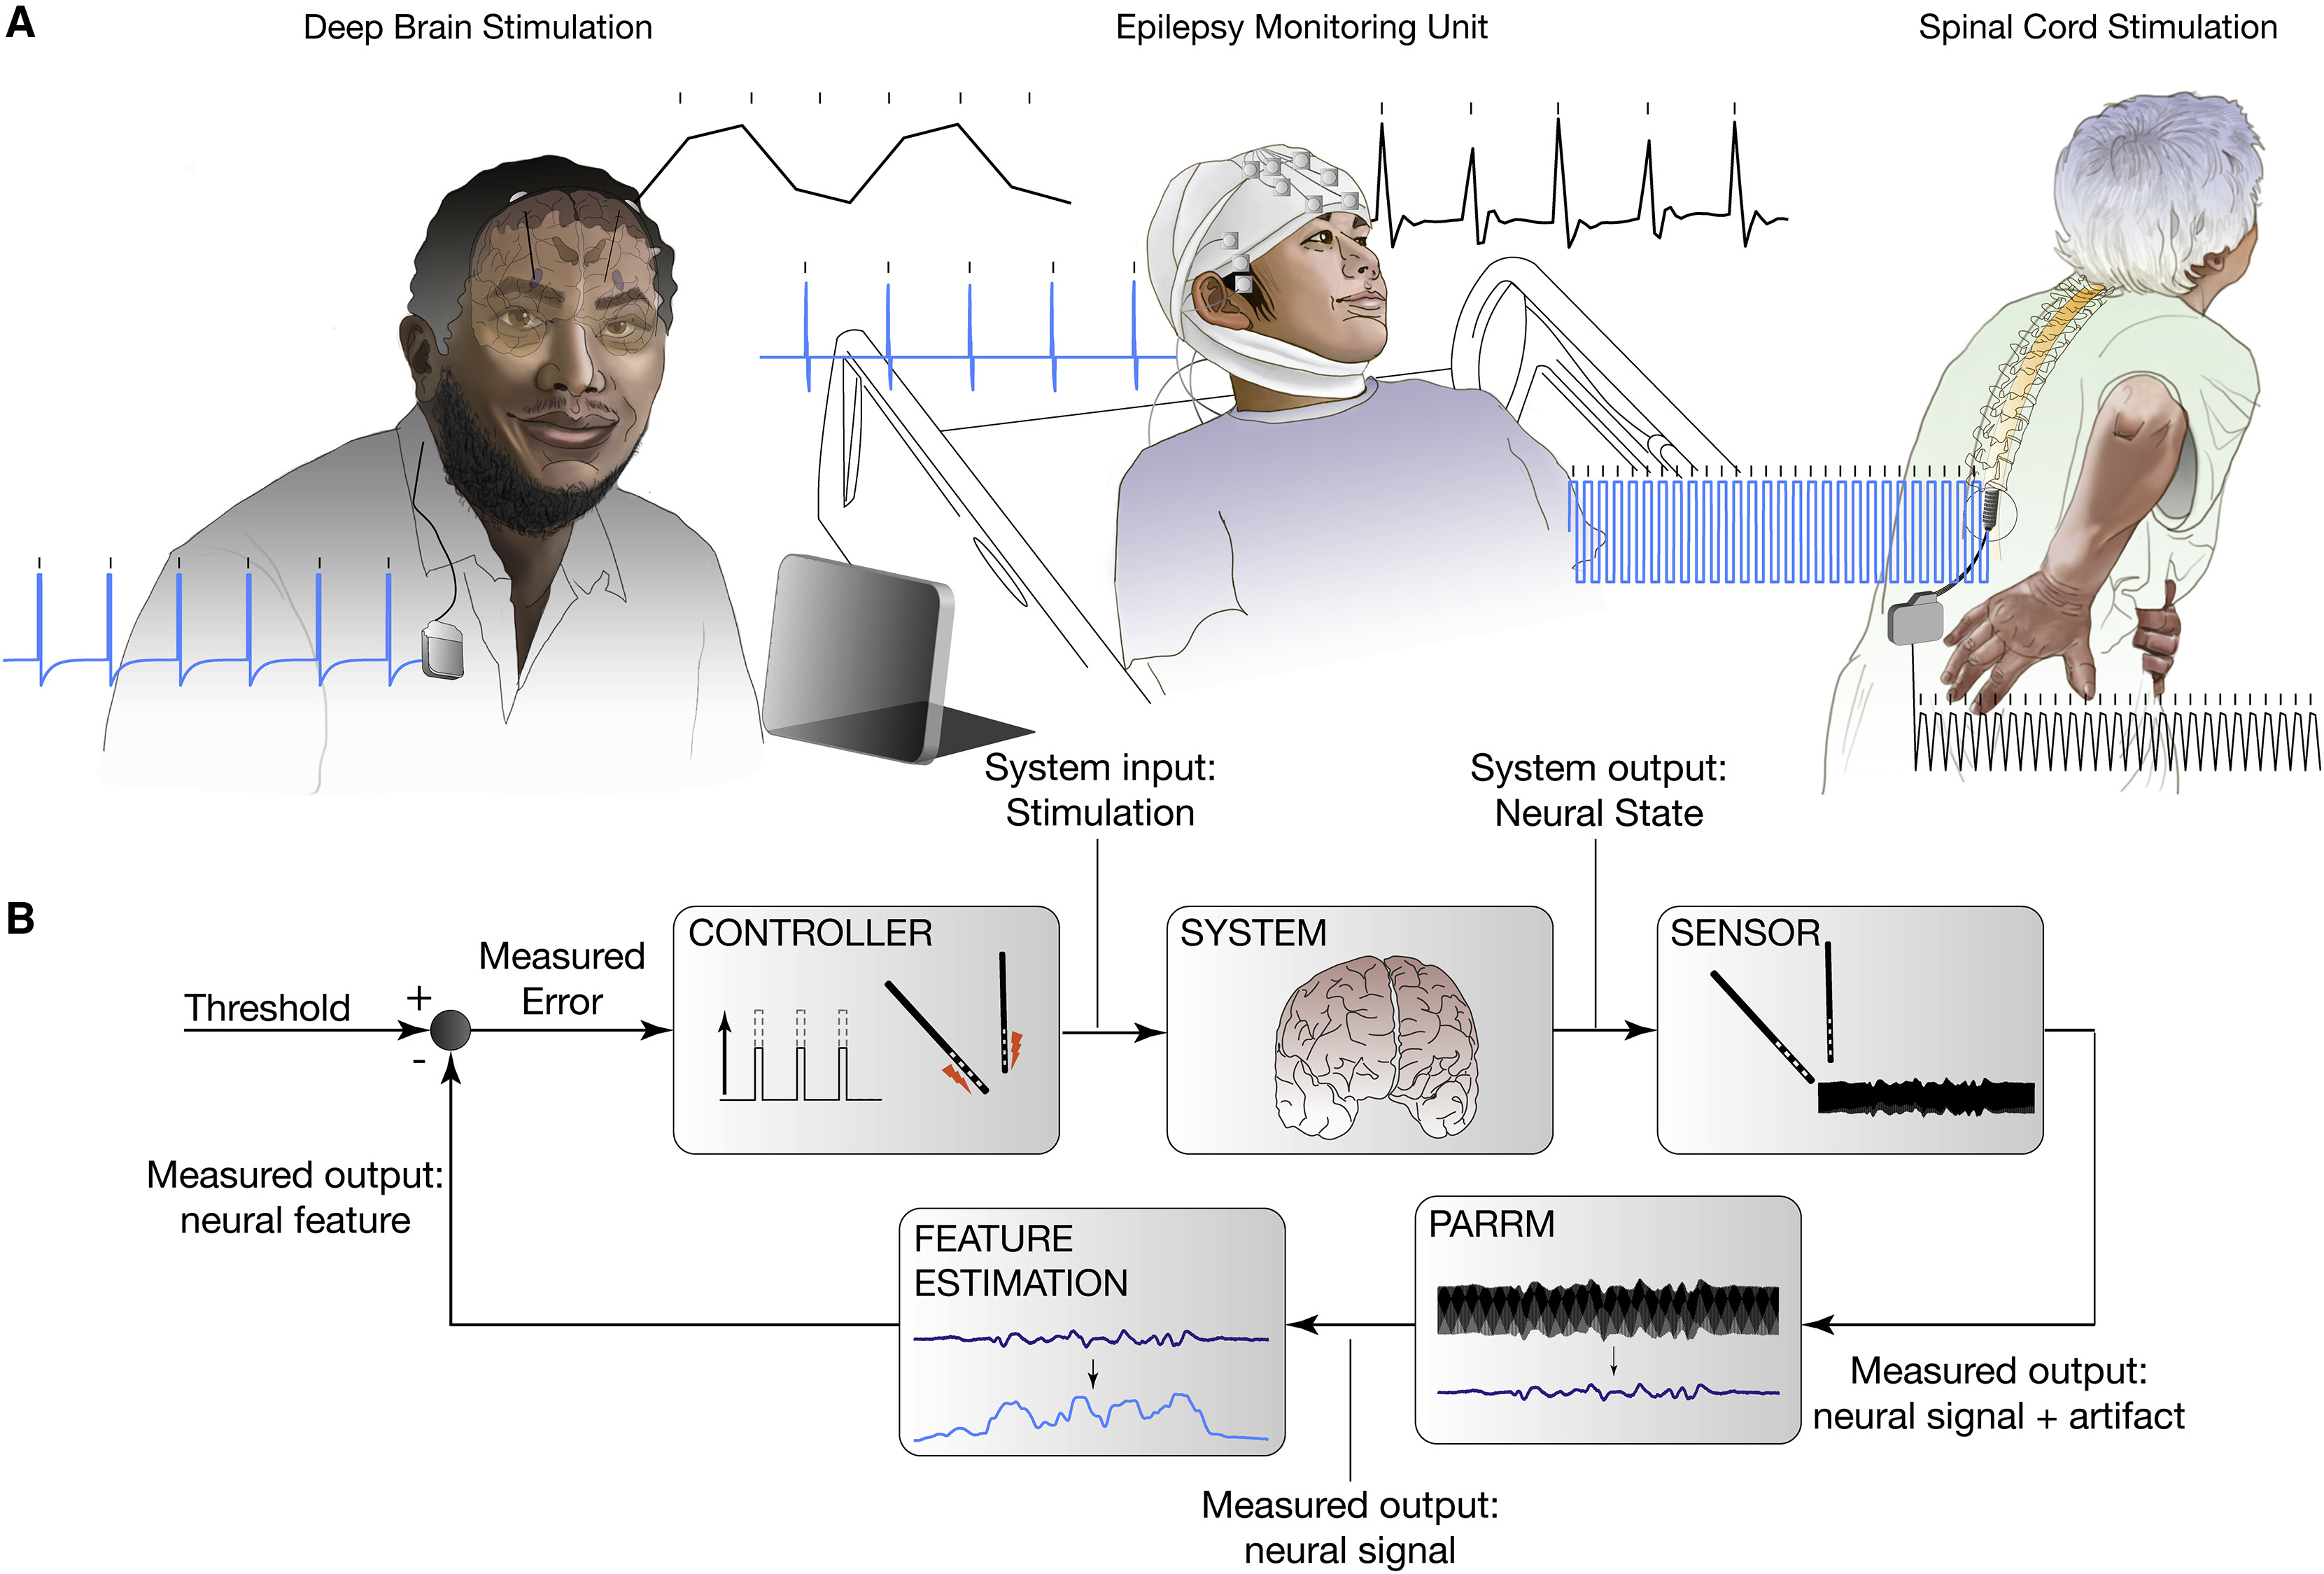 A
Deep Brain Stimulation
Epilepsy Monitoring Unit
Spinal Cord Stimulation
System input:
Stimulation
System output:
Neural State
B
Threshold
+
-
Measured
Error
CONTROLLER
SYSTEM
SENSOR
Measured output:
neural feature
FEATURE
ESTIMATION
PARRM
Measured output:
neural signal + artifact
Measured output:
neural signal